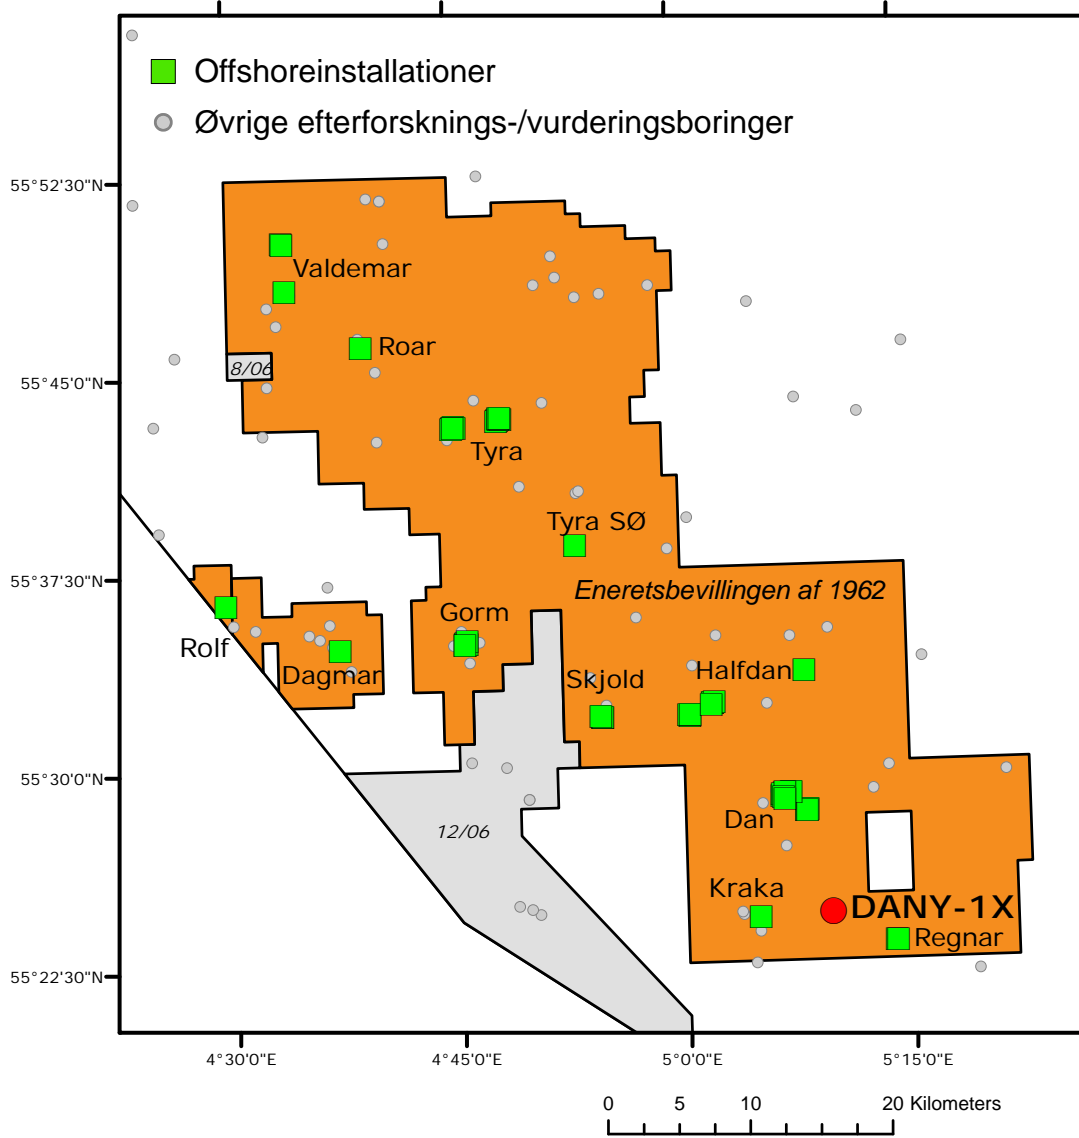 Offshoreinstallationer
Øvrige efterforsknings-/vurderingsboringer
55°52'30"N
Valdemar
Roar
8/06
55°45'0"N
Tyra
Tyra SØ
55°37'30"N
Eneretsbevillingen af 1962
Gorm
Rolf
Dagmar
Skjold
Halfdan
55°30'0"N
12/06
Dan
Kraka
DANY-1X
Regnar
55°22'30"N
4°30'0"E
4°45'0"E
5°0'0"E
5°15'0"E
0 5 10 20 Kilometers